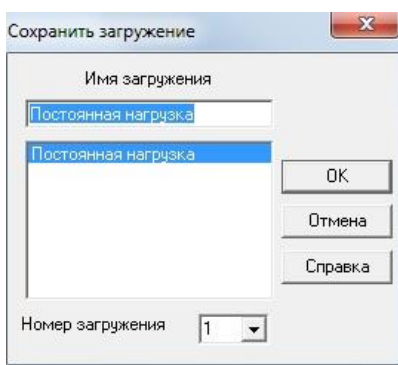 Сохранить загружение
Имя загружения
Постоянная нагрузка
Постоянная нагрузка
OK
Отмена
Справка
Номер загружения 1